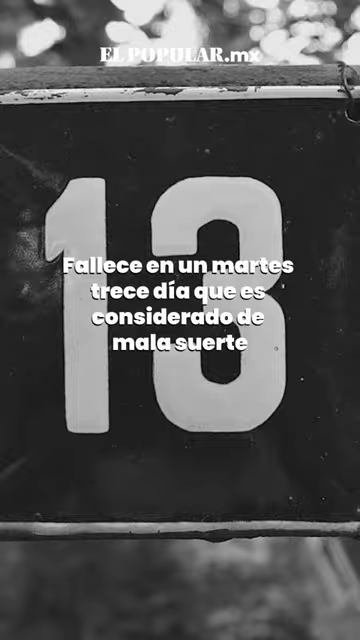 EL POPULAR.mx
13
Fallece en un martes
trece día que es
considerado de
mala suerte